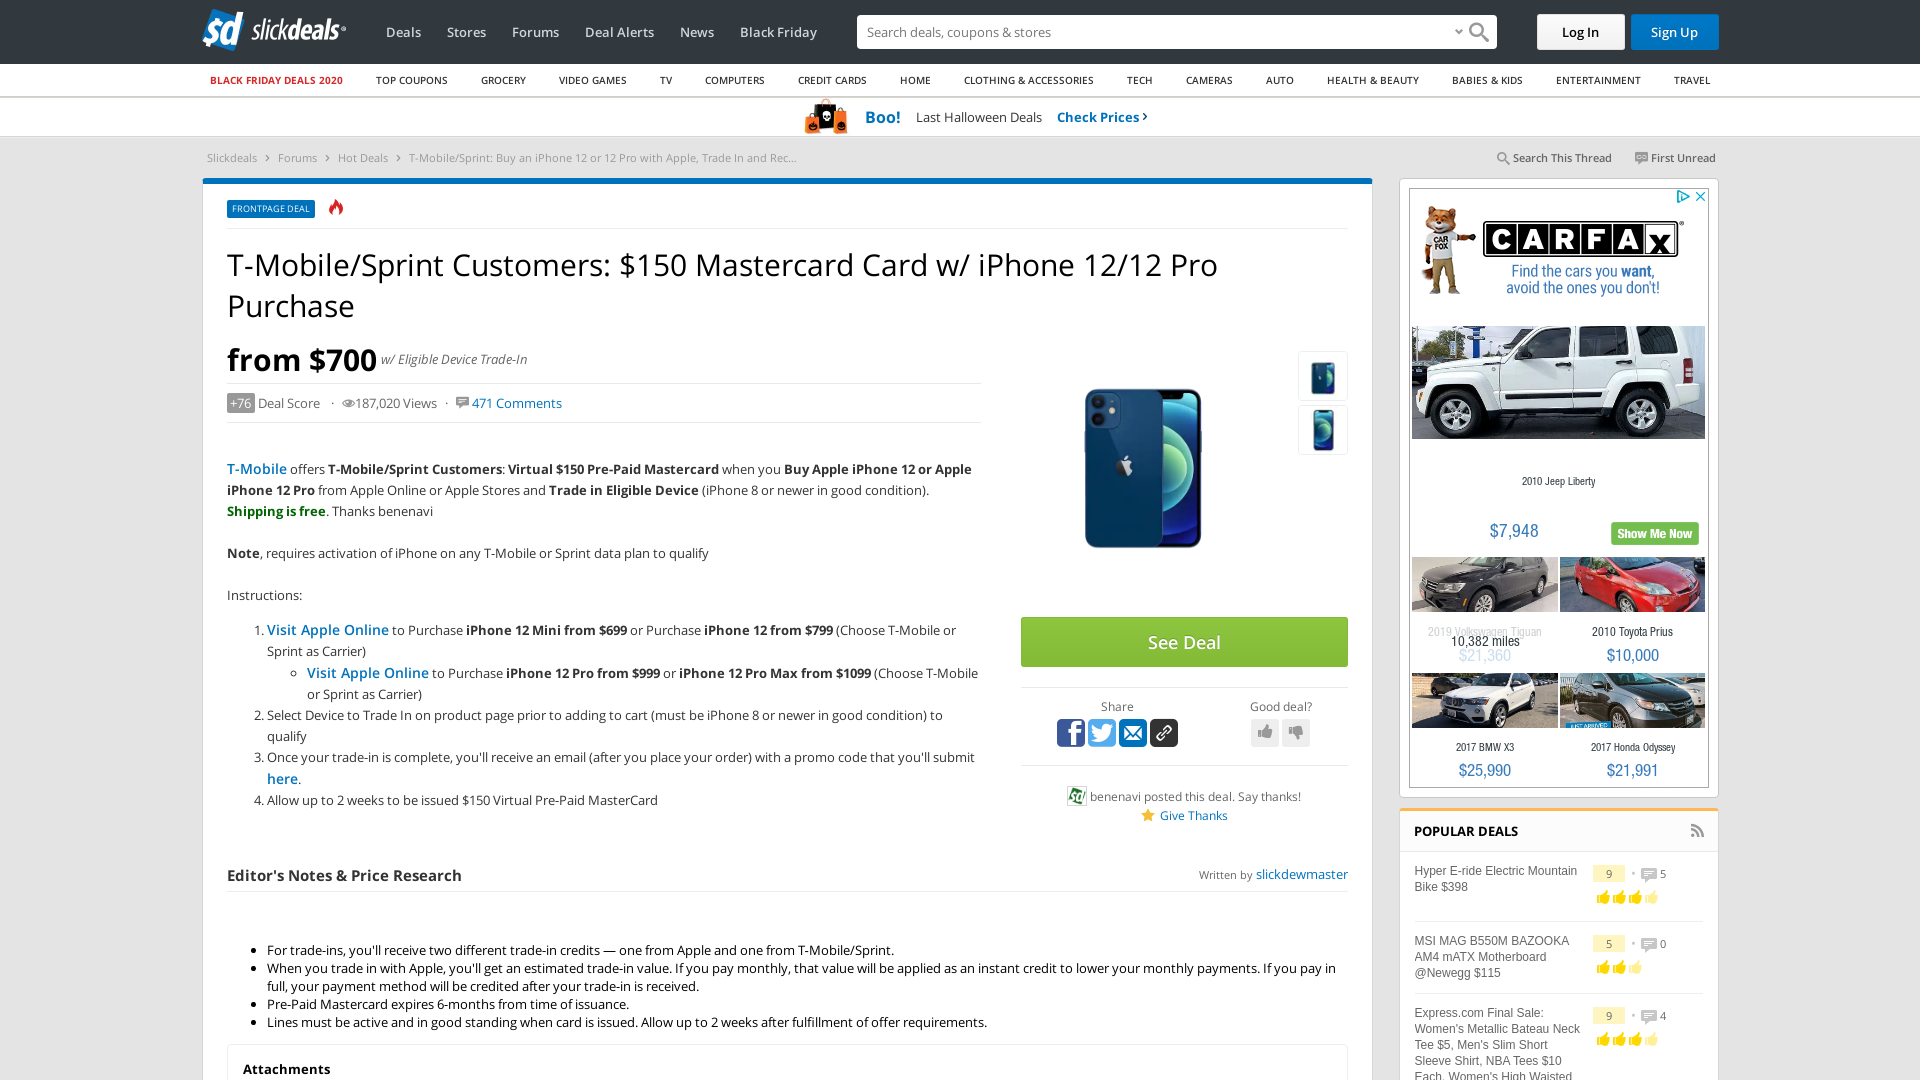 slickdeals
Deals
Stores
Forums
Deal Alerts
News
Black Friday
Search deals, coupons & stores
Log In
Sign Up
BLACK FRIDAY DEALS 2020
TOP COUPONS
GROCERY
VIDEO GAMES
TV
COMPUTERS
CREDIT CARDS
HOME
CLOTHING & ACCESSORIES
TECH
CAMERAS
AUTO
HEALTH & BEAUTY
BABIES & KIDS
ENTERTAINMENT
TRAVEL
Boo! Last Halloween Deals Check Prices ›
Slickdeals › Forums › Hot Deals › T-Mobile/Sprint: Buy an iPhone 12 or 12 Pro with Apple, Trade In and Rec...
Search This Thread
First Unread
FRONTPAGE DEAL
T-Mobile/Sprint Customers: $150 Mastercard Card w/ iPhone 12/12 Pro
Purchase
from $700 w/ Eligible Device Trade-In
+76 Deal Score · 187,020 Views · 471 Comments
T-Mobile offers T-Mobile/Sprint Customers: Virtual $150 Pre-Paid Mastercard when you Buy Apple iPhone 12 or Apple
iPhone 12 Pro from Apple Online or Apple Stores and Trade in Eligible Device (iPhone 8 or newer in good condition).
Shipping is free. Thanks benenavi
Note, requires activation of iPhone on any T-Mobile or Sprint data plan to qualify
Instructions:
1. Visit Apple Online to Purchase iPhone 12 Mini from $699 or Purchase iPhone 12 from $799 (Choose T-Mobile or
Sprint as Carrier)
Visit Apple Online to Purchase iPhone 12 Pro from $999 or iPhone 12 Pro Max from $1099 (Choose T-Mobile
or Sprint as Carrier)
2. Select Device to Trade In on product page prior to adding to cart (must be iPhone 8 or newer in good condition) to
qualify
3. Once your trade-in is complete, you'll receive an email (after you place your order) with a promo code that you'll submit
here.
4. Allow up to 2 weeks to be issued $150 Virtual Pre-Paid MasterCard
See Deal
Share
Good deal?
benenavi posted this deal. Say thanks!
Give Thanks
Editor's Notes & Price Research
Written by slickdewmaster
• For trade-ins, you'll receive two different trade-in credits — one from Apple and one from T-Mobile/Sprint.
• When you trade in with Apple, you'll get an estimated trade-in value. If you pay monthly, that value will be applied as an instant credit to lower your monthly payments. If you pay in
full, your payment method will be credited after your trade-in is received.
• Pre-Paid Mastercard expires 6-months from time of issuance.
• Lines must be active and in good standing when card is issued. Allow up to 2 weeks after fulfillment of offer requirements.
Attachments
CAR
FOX
CARFAX
Find the cars you want,
avoid the ones you don't!
2010 Jeep Liberty
$7,948
Show Me Now
2019 Volkswagen Tiguan
10,382 miles
$21,360
2010 Toyota Prius
$10,000
JUST ARRIVED
2017 BMW X3
$25,990
2017 Honda Odyssey
$21,991
POPULAR DEALS
Hyper E-ride Electric Mountain
Bike $398
9 • 5
MSI MAG B550M BAZOOKA
AM4 mATX Motherboard
@Newegg $115
5 • 0
Express.com Final Sale:
Women's Metallic Bateau Neck
Tee $5, Men's Slim Short
Sleeve Shirt, NBA Tees $10
Each, Women's High Waisted
9 • 4